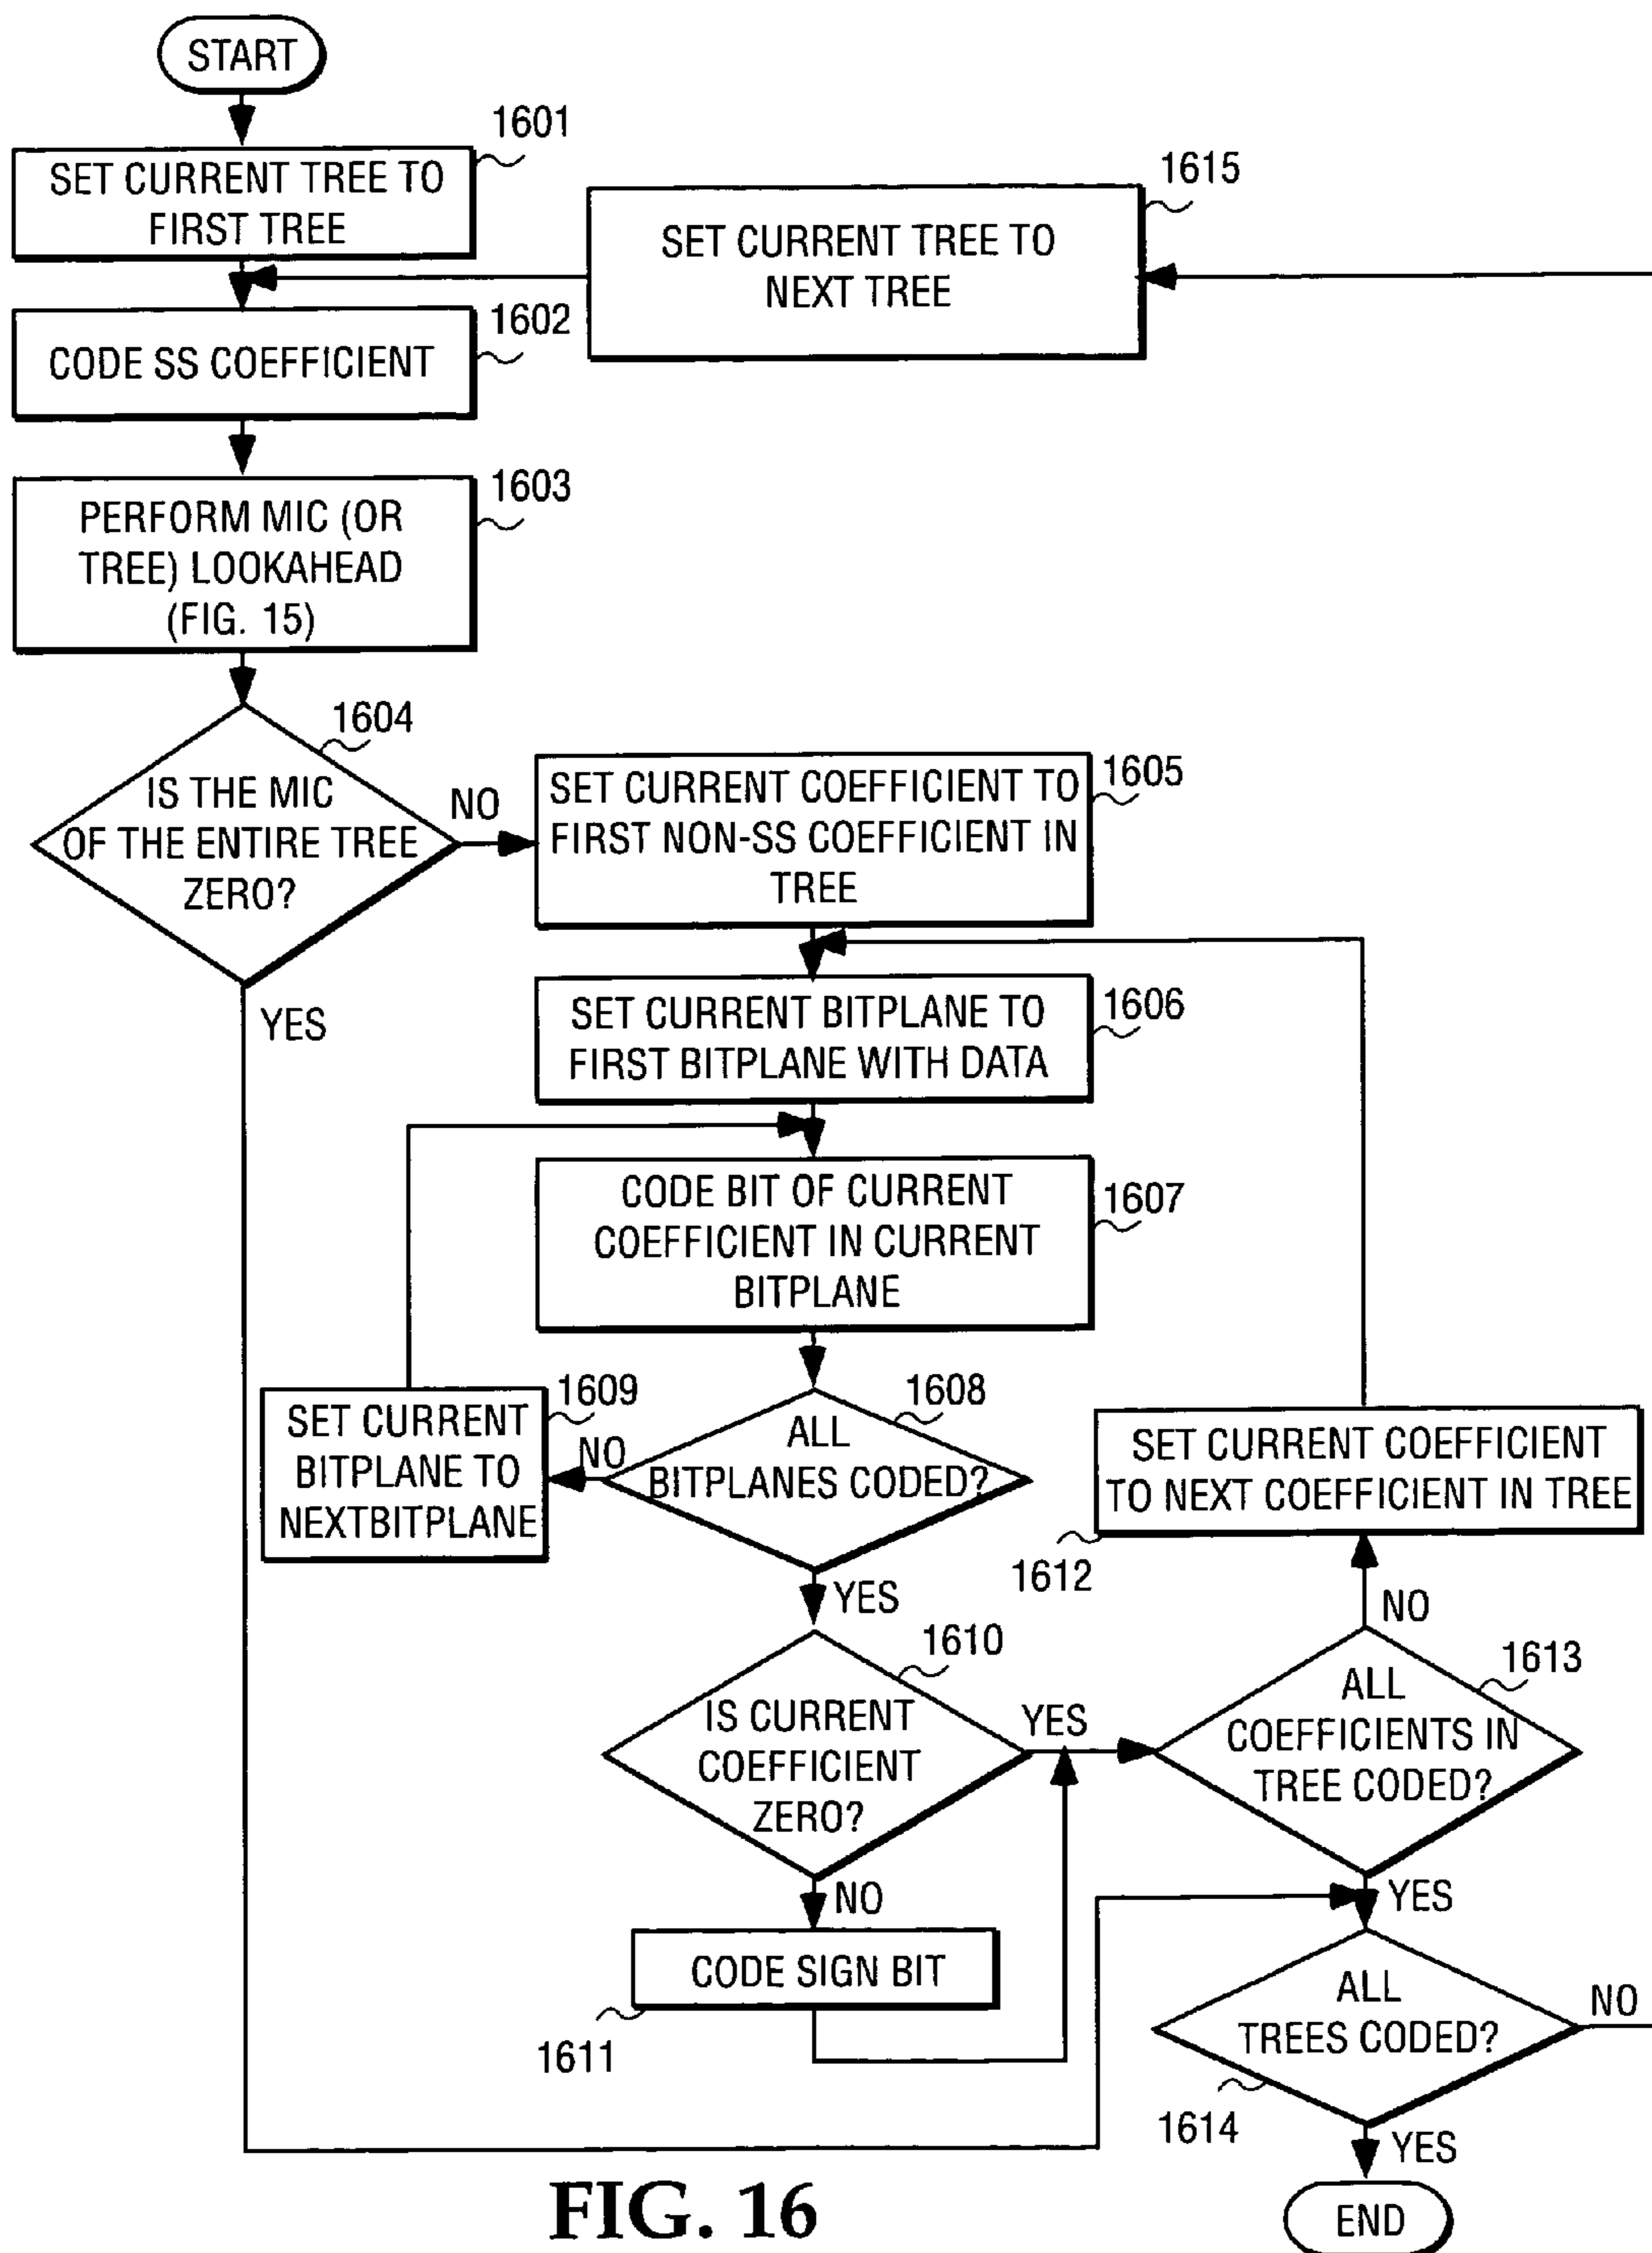 START
1601
SET CURRENT TREE TO
FIRST TREE
1615
SET CURRENT TREE TO
NEXT TREE
1602
CODE SS COEFFICIENT
1603
PERFORM MIC (OR
TREE) LOOKAHEAD
(FIG. 15)
1604
IS THE MIC
OF THE ENTIRE TREE
ZERO?
NO
YES
1605
SET CURRENT COEFFICIENT TO
FIRST NON-SS COEFFICIENT IN
TREE
1606
SET CURRENT BITPLANE TO
FIRST BITPLANE WITH DATA
1607
CODE BIT OF CURRENT
COEFFICIENT IN CURRENT
BITPLANE
1609
SET CURRENT
BITPLANE TO
NEXTBITPLANE
NO
1608
ALL
BITPLANES CODED?
YES
SET CURRENT COEFFICIENT
TO NEXT COEFFICIENT IN TREE
1612
NO
1610
IS CURRENT
COEFFICIENT
ZERO?
YES
NO
1613
ALL
COEFFICIENTS IN
TREE CODED?
YES
CODE SIGN BIT
1611
ALL
TREES CODED?
NO
1614
YES
END
FIG. 16